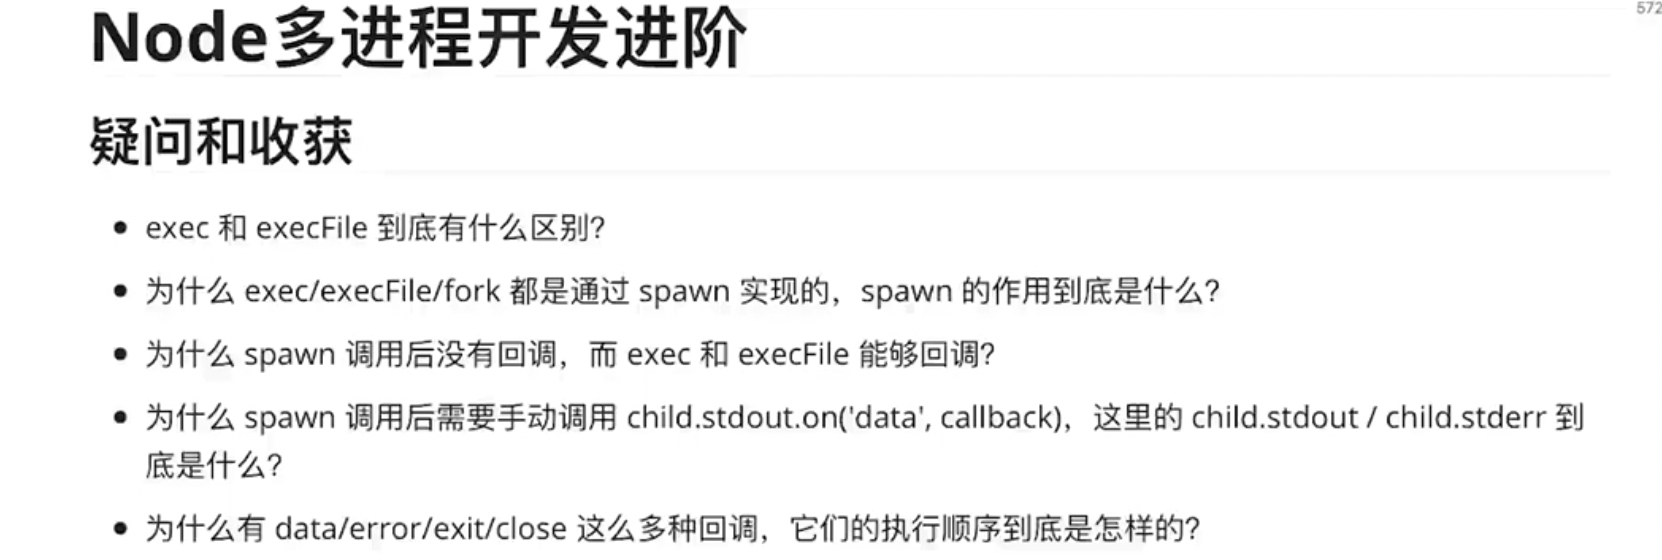 572
Node多进程开发进阶
疑问和收获
exec 和 execFile 到底有什么区别？
为什么 exec/execFile/fork 都是通过 spawn 实现的，spawn 的作用到底是什么？
为什么 spawn 调用后没有回调，而 exec 和 execFile 能够回调？
为什么 spawn 调用后需要手动调用 child.stdout.on('data', callback)，这里的 child.stdout / child.stderr 到
底是什么？
为什么有 data/error/exit/close 这么多种回调，它们的执行顺序到底是怎样的？